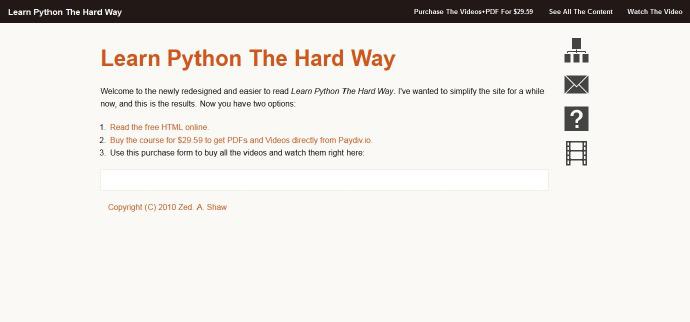 Learn Python The Hard Way
Purchase The Videos+PDF For $29.59 See All The Content Watch The Video
Learn Python The Hard Way
Welcome to the newly redesigned and easier to read Learn Python The Hard Way. I've wanted to simplify the site for a while
now, and this is the results. Now you have two options:
1. Read the free HTML online.
2. Buy the course for $29.59 to get PDFs and Videos directly from Paydiv.io.
3. Use this purchase form to buy all the videos and watch them right here:
Copyright (C) 2010 Zed. A. Shaw